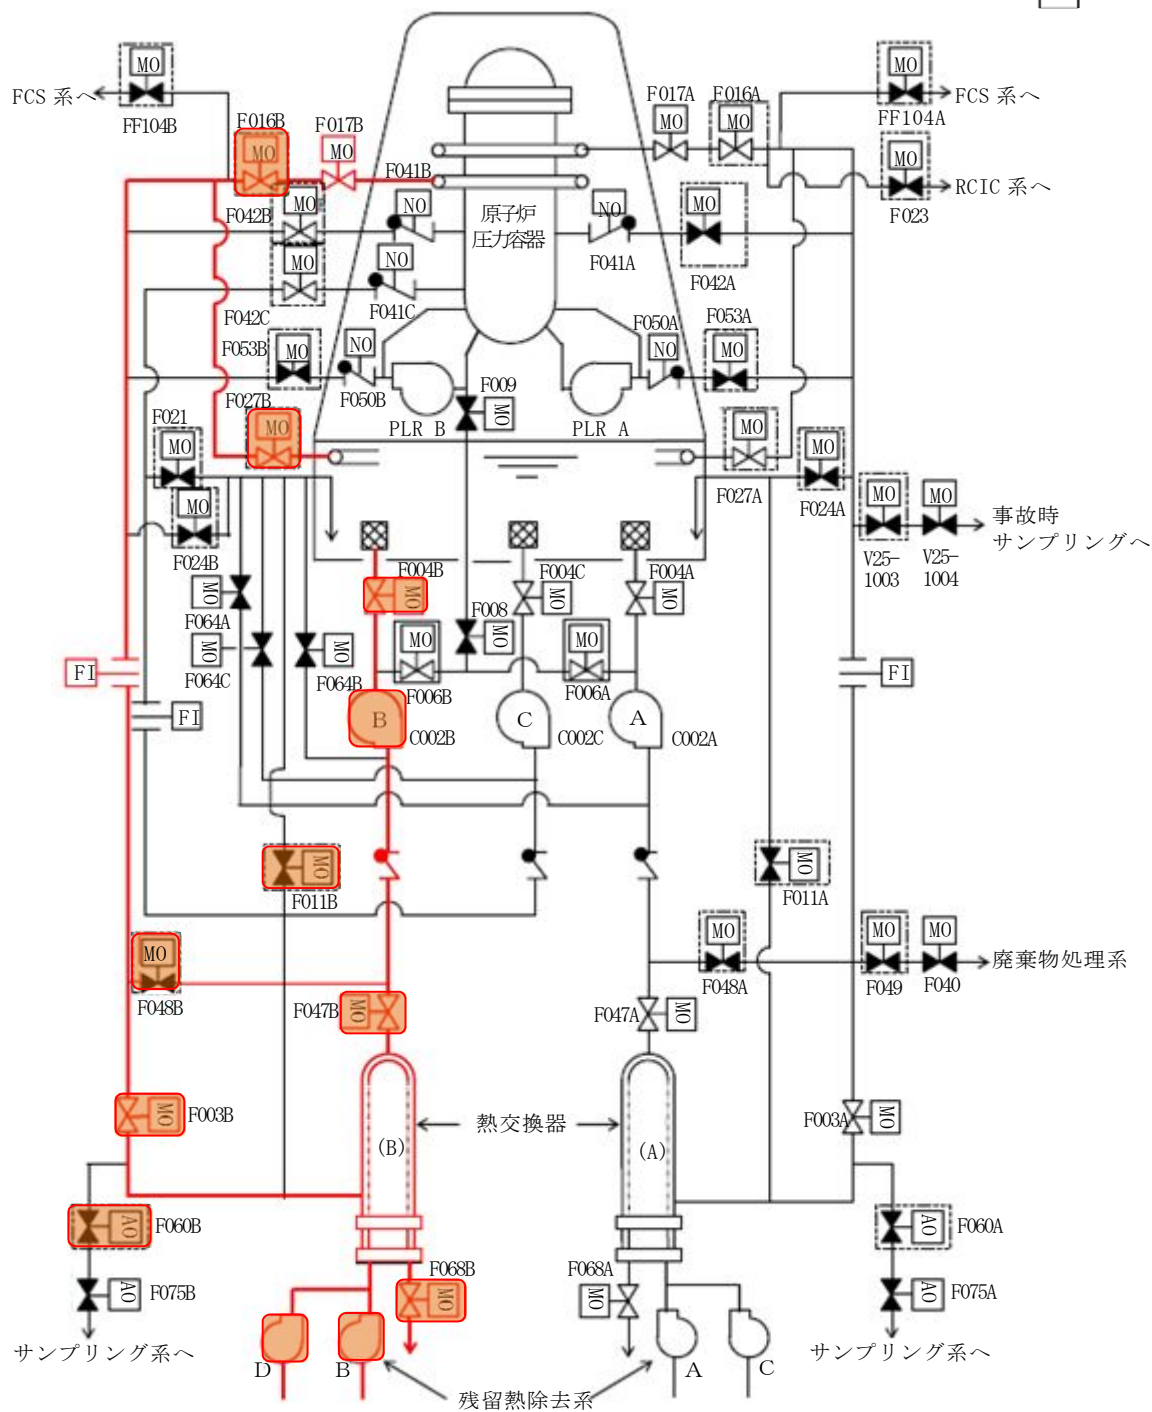 MO
MO
FCS 系へ
FF104B
F016B
MO
F017B
MO
F017A
MO
F016A
MO
FF104A
FCS 系へ
MO
F023
RCIC 系へ
F041B
NO
F042B
MO
原子炉
圧力容器
NO
F041A
MO
F042A
MO
F042C
NO
F041C
F053B
MO
NO
F050B
F050A
NO
F053A
MO
F009
MO
PLR B
PLR A
F027B
MO
F021
MO
MO
F024B
MO
F027A
MO
F024A
MO
V25-
1003
MO
V25-
1004
事故時
サンプリングへ
F004B
MO
F004C
MO
F004A
MO
MO
F064A
MO
F064C
MO
F064B
F008
MO
MO
F006B
MO
F006A
FI
FI
FI
B
C002B
C
C002C
A
C002A
MO
F011B
MO
F011A
MO
F048B
MO
F047B
MO
F048A
MO
F049
MO
F040
廃棄物処理系
F047A
MO
MO
F003B
熱交換器
(B)
(A)
F003A
MO
AO
F060B
AO
F060A
AO
F075B
AO
F075A
F068B
MO
F068A
MO
サンプリング系へ
サンプリング系へ
D
B
A
C
残留熱除去系